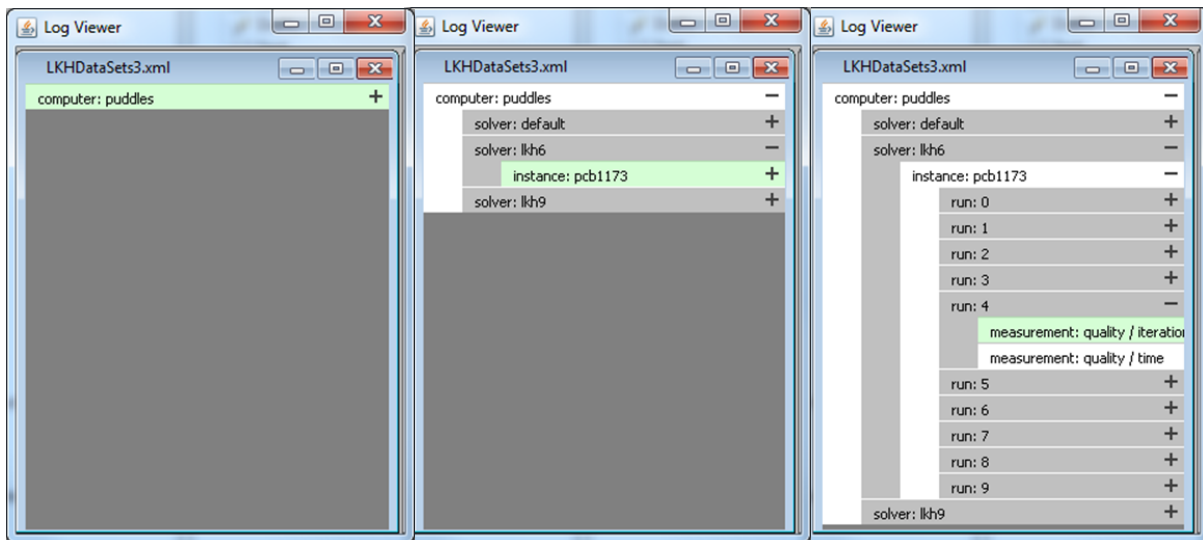 Log Viewer
LKHDataSets3.xml
computer: puddles +
Log Viewer
LKHDataSets3.xml
computer: puddles −
solver: default +
solver: lkh6 −
instance: pcb1173 +
solver: lkh9 +
Log Viewer
LKHDataSets3.xml
computer: puddles −
solver: default +
solver: lkh6 −
instance: pcb1173 −
run: 0 +
run: 1 +
run: 2 +
run: 3 +
run: 4 −
measurement: quality / iteration
measurement: quality / time
run: 5 +
run: 6 +
run: 7 +
run: 8 +
run: 9 +
solver: lkh9 +